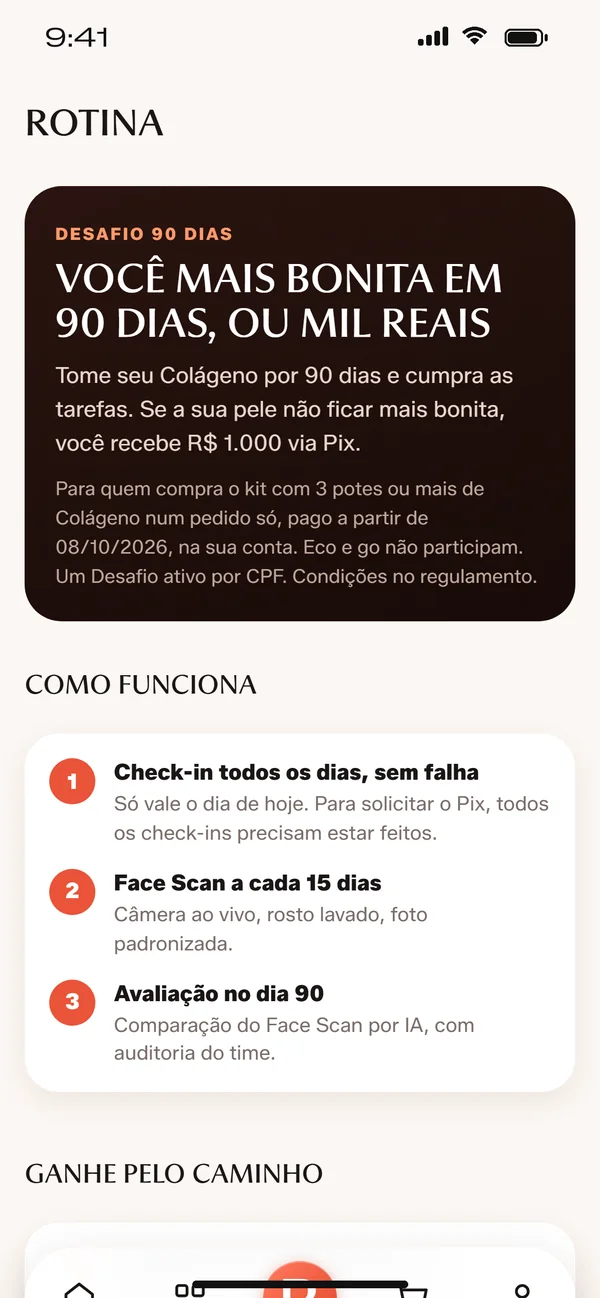 9:41
ROTINA
DESAFIO 90 DIAS
VOCÊ MAIS BONITA EM
90 DIAS, OU MIL REAIS
Tome seu Colágeno por 90 dias e cumpra as
tarefas. Se a sua pele não ficar mais bonita,
você recebe R$ 1.000 via Pix.
Para quem compra o kit com 3 potes ou mais de
Colágeno num pedido só, pago a partir de
08/10/2026, na sua conta. Eco e go não participam.
Um Desafio ativo por CPF. Condições no regulamento.
COMO FUNCIONA
1
Check-in todos os dias, sem falha
Só vale o dia de hoje. Para solicitar o Pix, todos
os check-ins precisam estar feitos.
2
Face Scan a cada 15 dias
Câmera ao vivo, rosto lavado, foto
padronizada.
3
Avaliação no dia 90
Comparação do Face Scan por IA, com
auditoria do time.
GANHE PELO CAMINHO